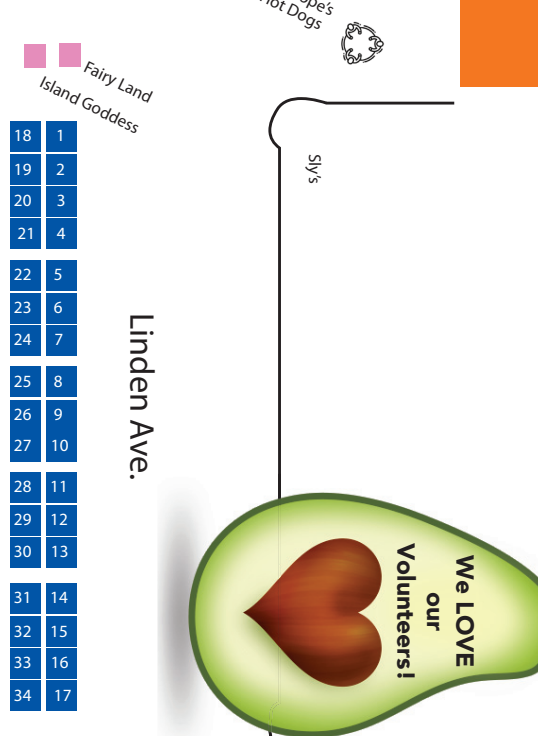 Hot Dogs
Fairy Land
Island Goddess
Sly's
18 1
19 2
20 3
21 4
22 5
23 6
24 7
25 8
26 9
27 10
28 11
29 12
30 13
31 14
32 15
33 16
34 17
Linden Ave.
We LOVE
our
Volunteers!